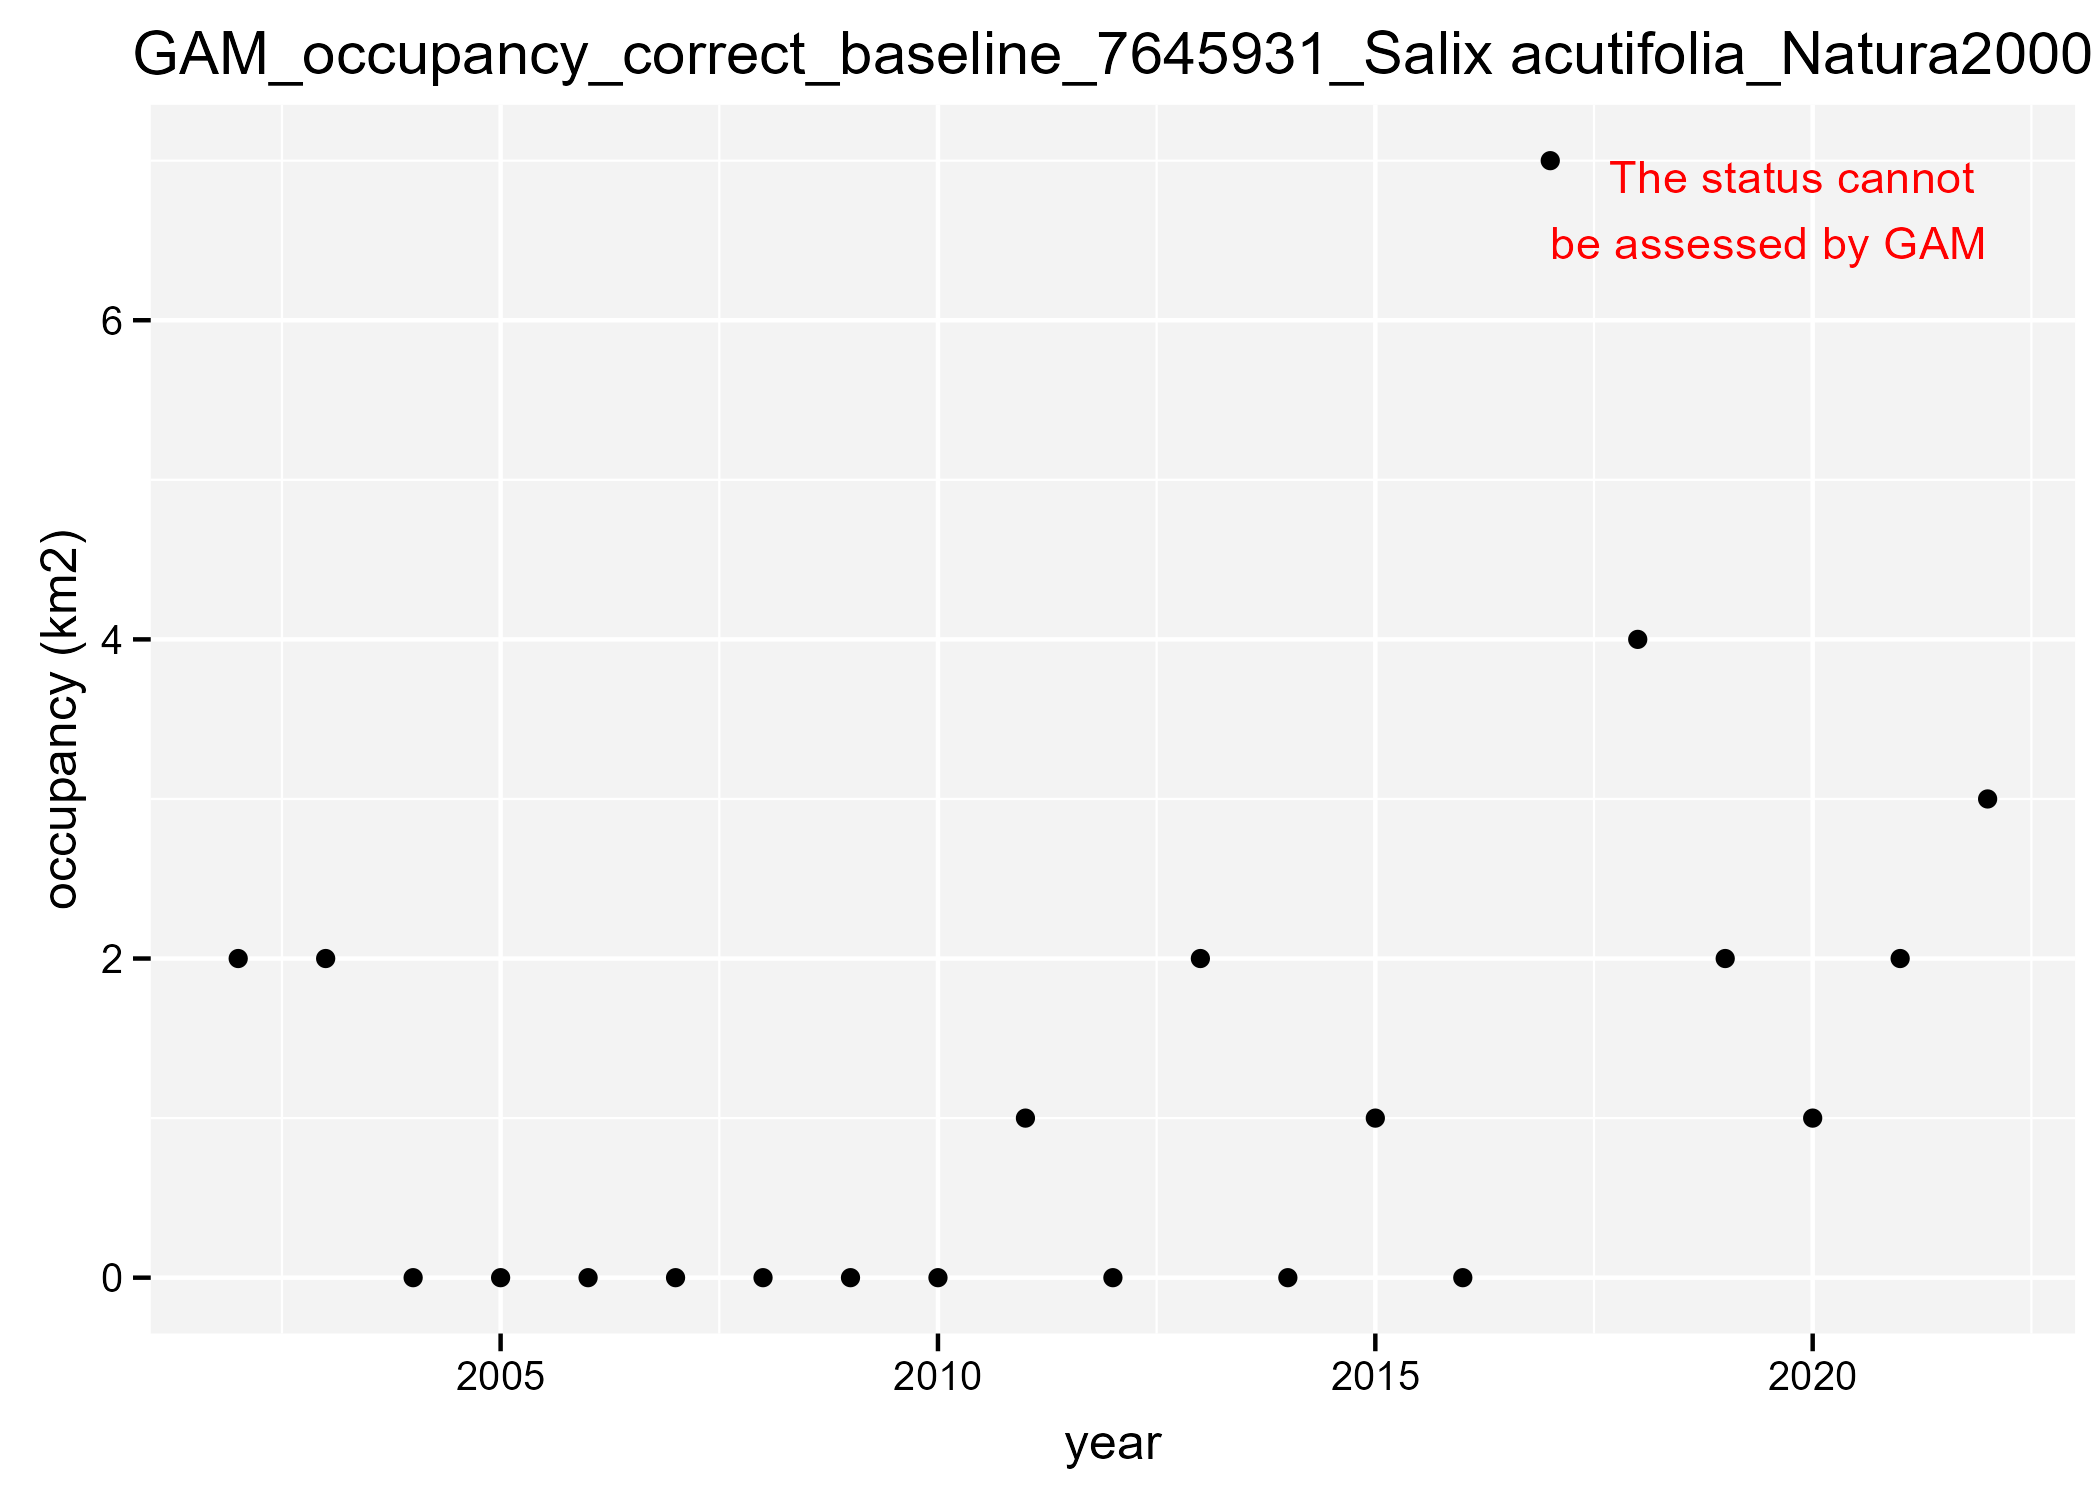 GAM_occupancy_correct_baseline_7645931_Salix acutifolia_Natura2000
The status cannot
be assessed by GAM
occupancy (km2)
6
4
2
0
2005
2010
2015
2020
year